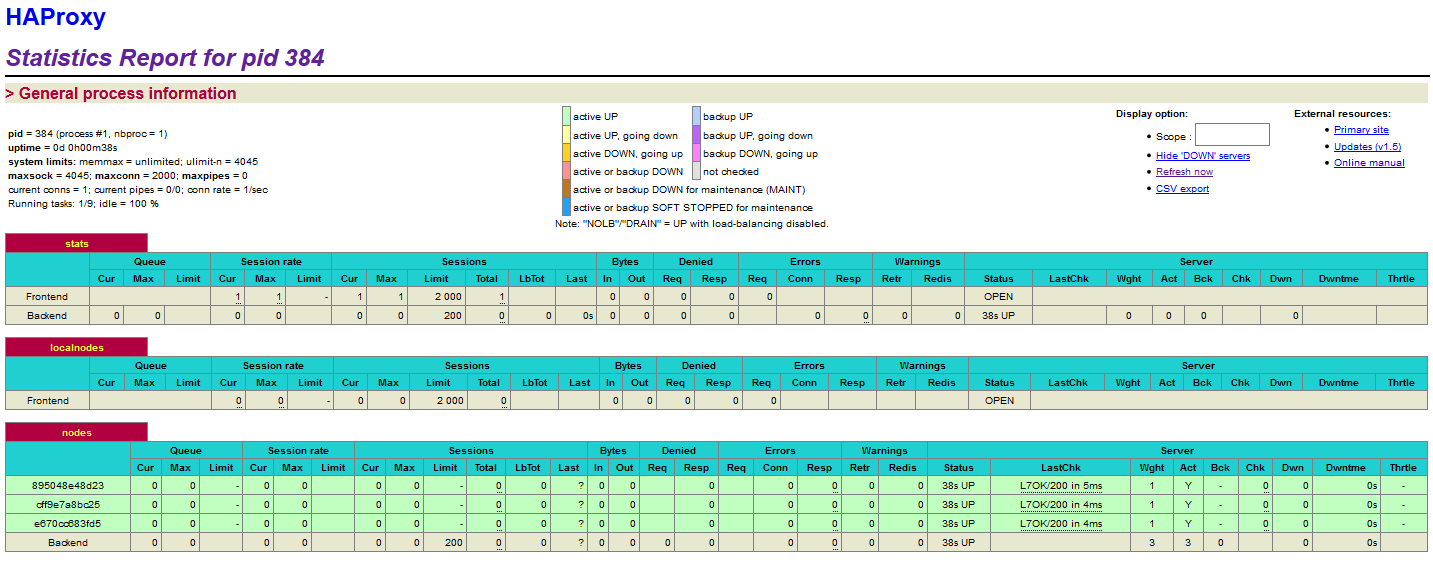 HAProxy
Statistics Report for pid 384
> General process information
pid = 384 (process #1, nbproc = 1)
uptime = 0d 0h00m38s
system limits: memmax = unlimited; ulimit-n = 4045
maxsock = 4045; maxconn = 2000; maxpipes = 0
current conns = 1; current pipes = 0/0; conn rate = 1/sec
Running tasks: 1/9; idle = 100 %
active UP backup UP
active UP, going down backup UP, going down
active DOWN, going up backup DOWN, going up
active or backup DOWN not checked
active or backup DOWN for maintenance (MAINT)
active or backup SOFT STOPPED for maintenance
Note: "NOLB"/"DRAIN" = UP with load-balancing disabled.
Display option:
• Scope :
• Hide 'DOWN' servers
• Refresh now
• CSV export
External resources:
• Primary site
• Updates (v1.5)
• Online manual
stats
Queue Session rate Sessions Bytes Denied Errors Warnings Server
Cur Max Limit Cur Max Limit Cur Max Limit Total LbTot Last In Out Req Resp Req Conn Resp Retr Redis Status LastChk Wght Act Bck Chk Dwn Dwntme Thrtle
Frontend 1 1 - 1 1 2 000 1 0 0 0 0 0 OPEN
Backend 0 0 0 0 0 0 200 0 0 0s 0 0 0 0 0 0 0 0 38s UP 0 0 0 0
localnodes
Queue Session rate Sessions Bytes Denied Errors Warnings Server
Cur Max Limit Cur Max Limit Cur Max Limit Total LbTot Last In Out Req Resp Req Conn Resp Retr Redis Status LastChk Wght Act Bck Chk Dwn Dwntme Thrtle
Frontend 0 0 - 0 0 2 000 0 0 0 0 0 0 OPEN
nodes
Queue Session rate Sessions Bytes Denied Errors Warnings Server
Cur Max Limit Cur Max Limit Cur Max Limit Total LbTot Last In Out Req Resp Req Conn Resp Retr Redis Status LastChk Wght Act Bck Chk Dwn Dwntme Thrtle
895048e48d23 0 0 - 0 0 0 0 - 0 0 ? 0 0 0 0 0 0 0 38s UP L7OK/200 in 5ms 1 Y - 0 0 0s -
cff9e7a8bc25 0 0 - 0 0 0 0 - 0 0 ? 0 0 0 0 0 0 0 38s UP L7OK/200 in 4ms 1 Y - 0 0 0s -
e670cc683fd5 0 0 - 0 0 0 0 - 0 0 ? 0 0 0 0 0 0 0 38s UP L7OK/200 in 4ms 1 Y - 0 0 0s -
Backend 0 0 0 0 0 0 200 0 0 ? 0 0 0 0 0 0 0 0 38s UP 3 3 0 0 0s